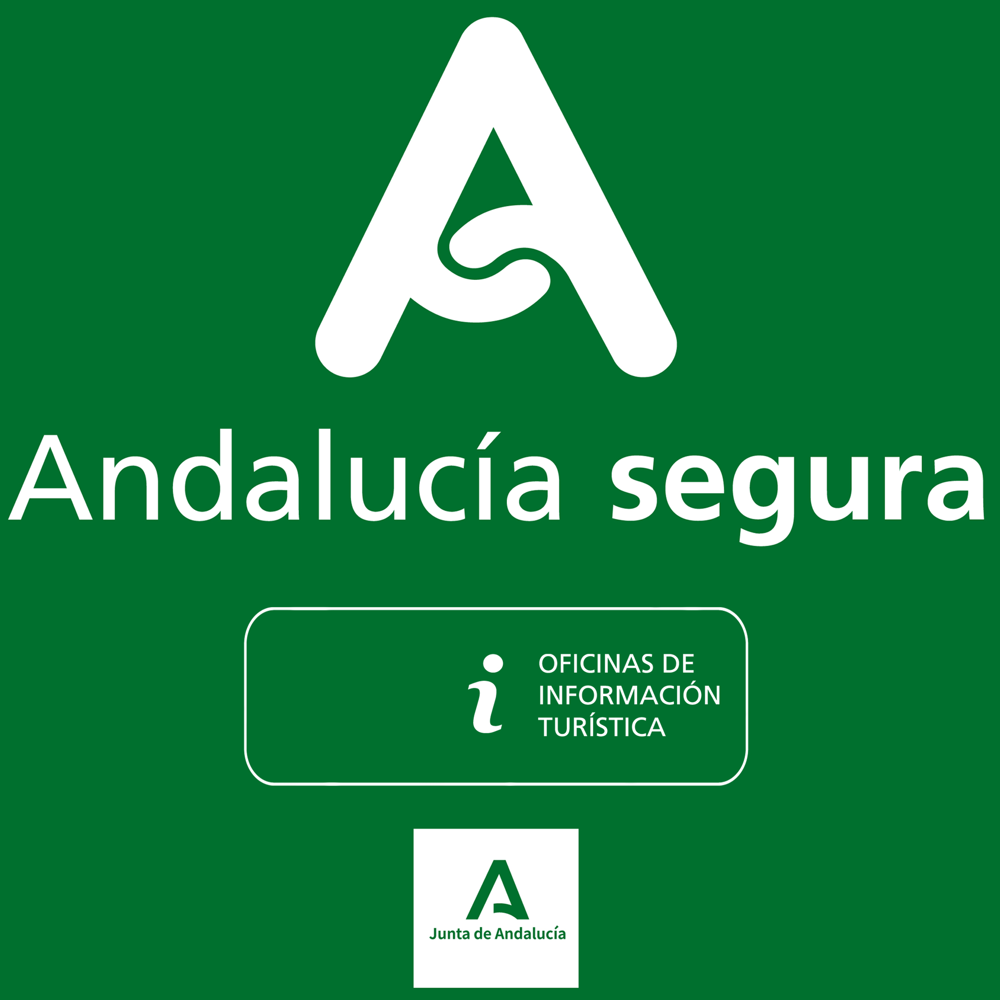 Andalucía segura
i
OFICINAS DE
INFORMACIÓN
TURÍSTICA
Junta de Andalucía